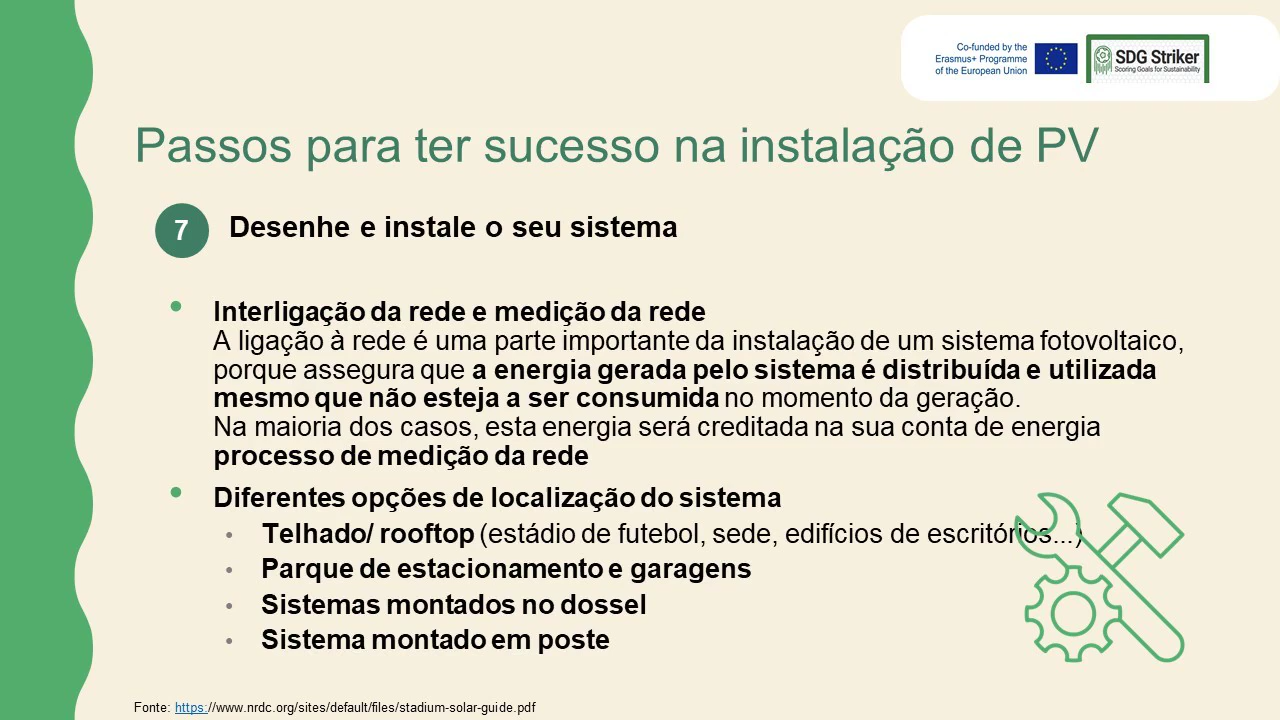 Co-funded by the
Erasmus+ Programme
of the European Union
SDG Striker
Scoring Goals for Sustainability
Passos para ter sucesso na instalação de PV
7
Desenhe e instale o seu sistema
• Interligação da rede e medição da rede
A ligação à rede é uma parte importante da instalação de um sistema fotovoltaico,
porque assegura que a energia gerada pelo sistema é distribuída e utilizada
mesmo que não esteja a ser consumida no momento da geração.
Na maioria dos casos, esta energia será creditada na sua conta de energia
processo de medição da rede
• Diferentes opções de localização do sistema
• Telhado/ rooftop (estádio de futebol, sede, edifícios de escritórios...)
• Parque de estacionamento e garagens
• Sistemas montados no dossel
• Sistema montado em poste
Fonte: https://www.nrdc.org/sites/default/files/stadium-solar-guide.pdf